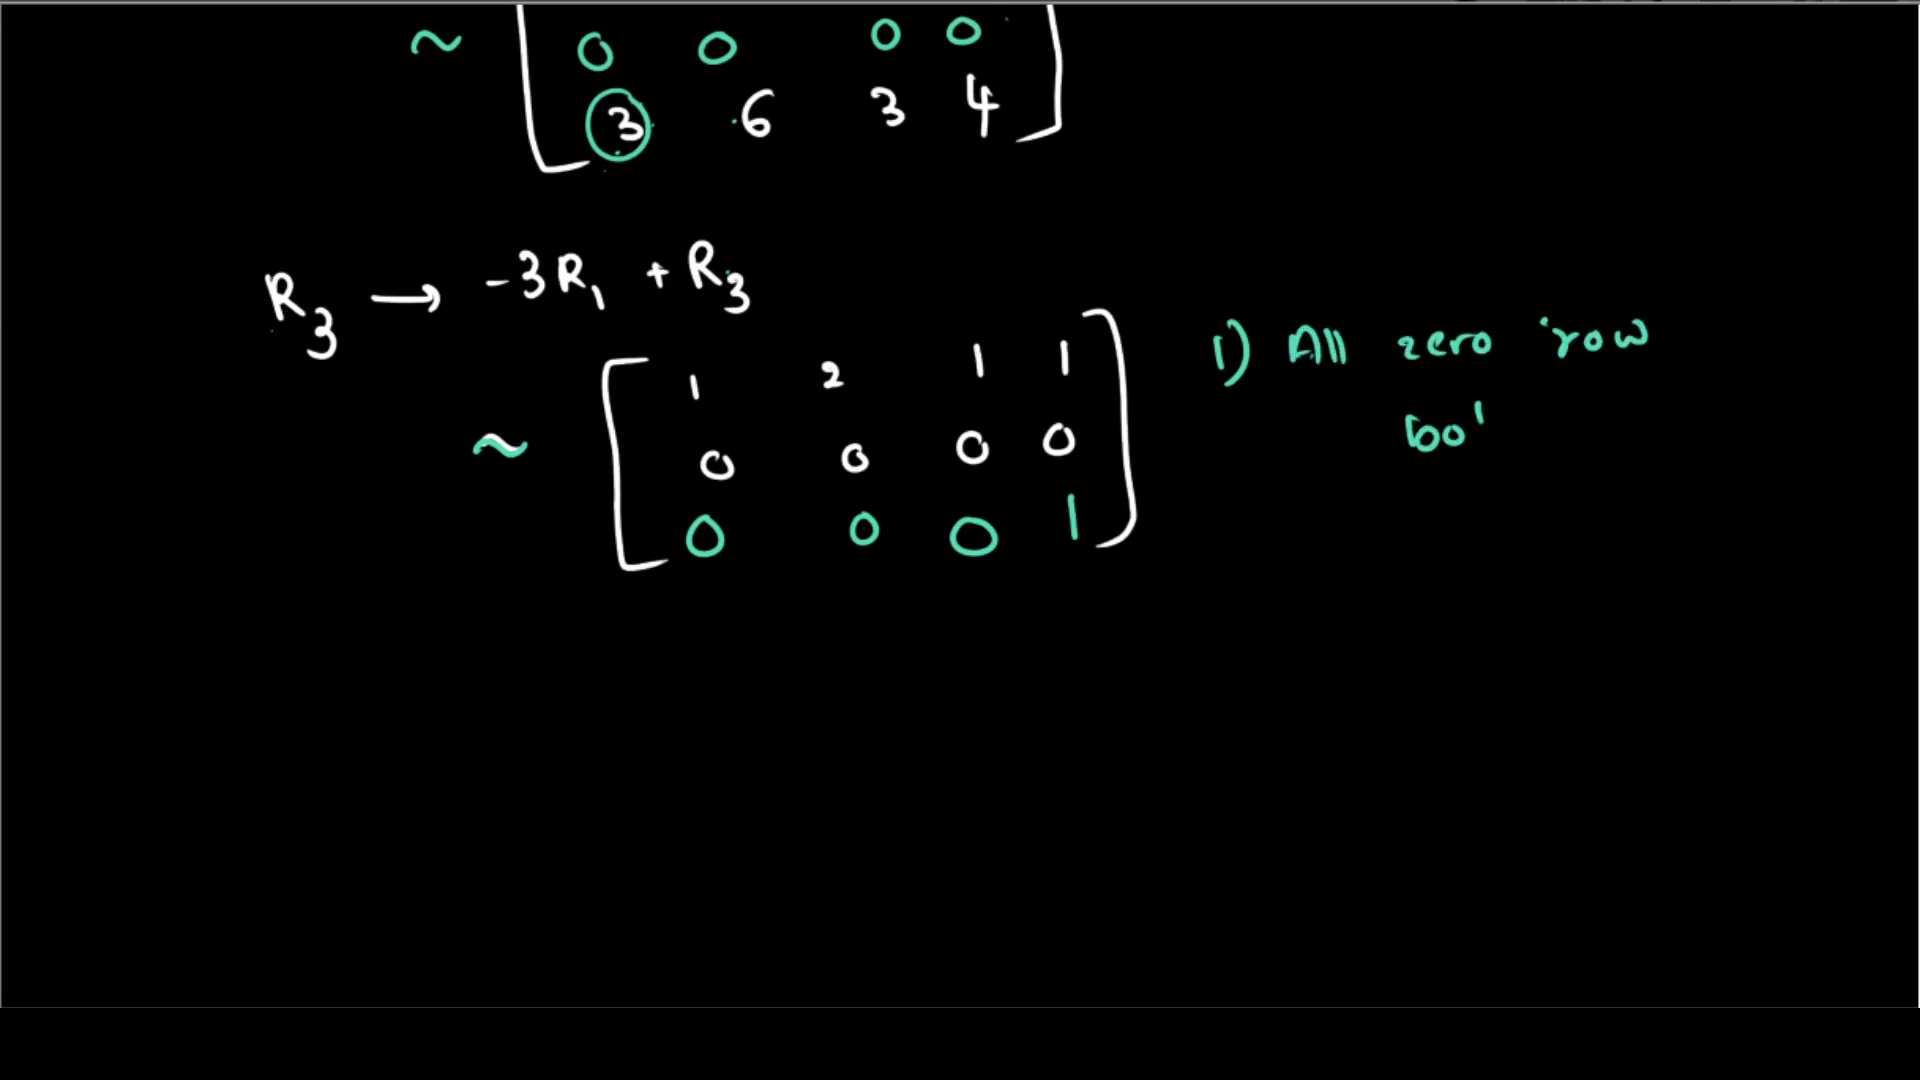 ~ 0 0 0 0
3 6 3 4
R₃ → -3R₁ + R₃
1 2 1 1
~ 0 0 0 0
0 0 0 1
1) All zero row